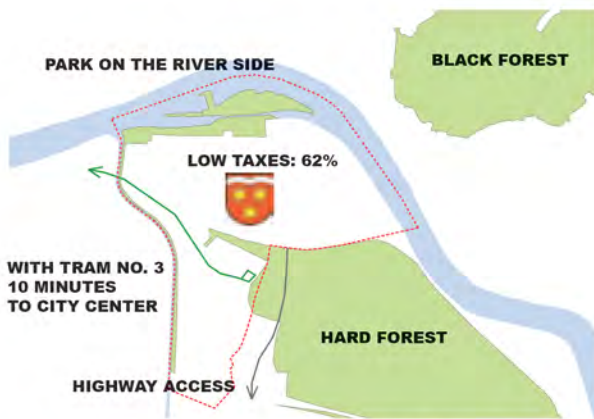 BLACK FOREST
PARK ON THE RIVER SIDE
LOW TAXES: 62%
WITH TRAM NO. 3
10 MINUTES
TO CITY CENTER
HARD FOREST
HIGHWAY ACCESS